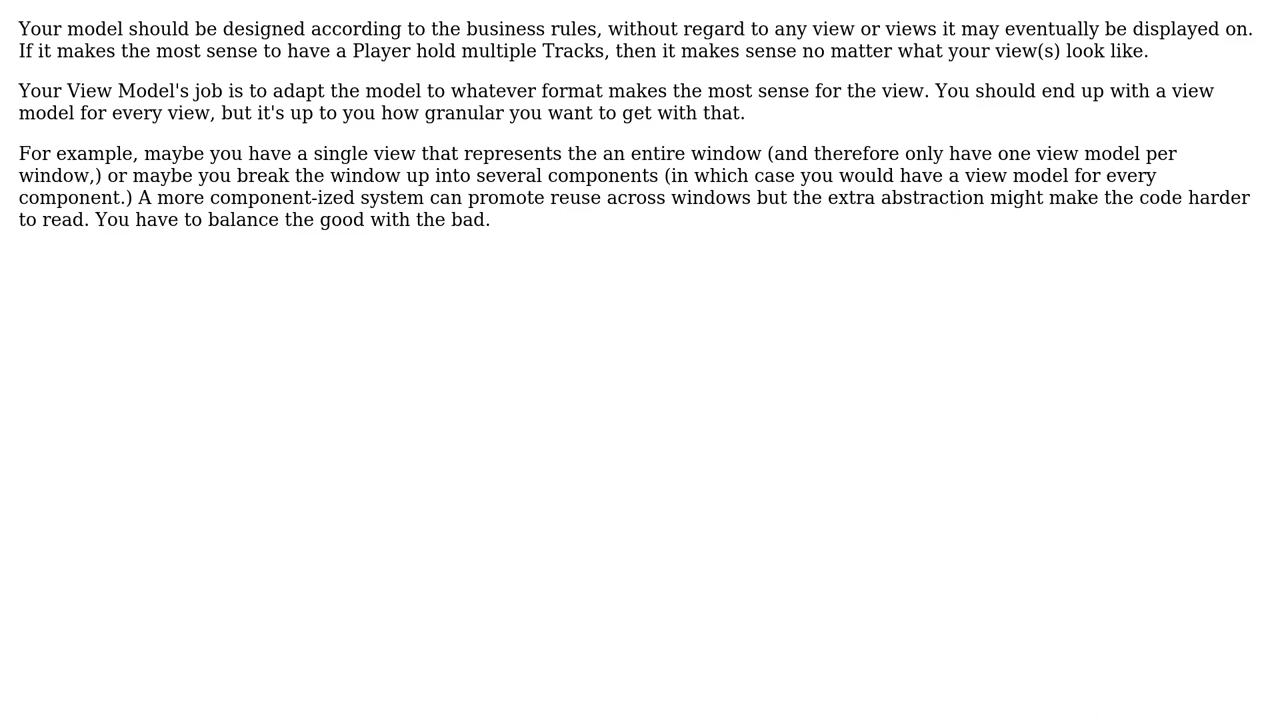 Your model should be designed according to the business rules, without regard to any view or views it may eventually be displayed on.
If it makes the most sense to have a Player hold multiple Tracks, then it makes sense no matter what your view(s) look like.
Your View Model's job is to adapt the model to whatever format makes the most sense for the view. You should end up with a view
model for every view, but it's up to you how granular you want to get with that.
For example, maybe you have a single view that represents the an entire window (and therefore only have one view model per
window,) or maybe you break the window up into several components (in which case you would have a view model for every
component.) A more component-ized system can promote reuse across windows but the extra abstraction might make the code harder
to read. You have to balance the good with the bad.